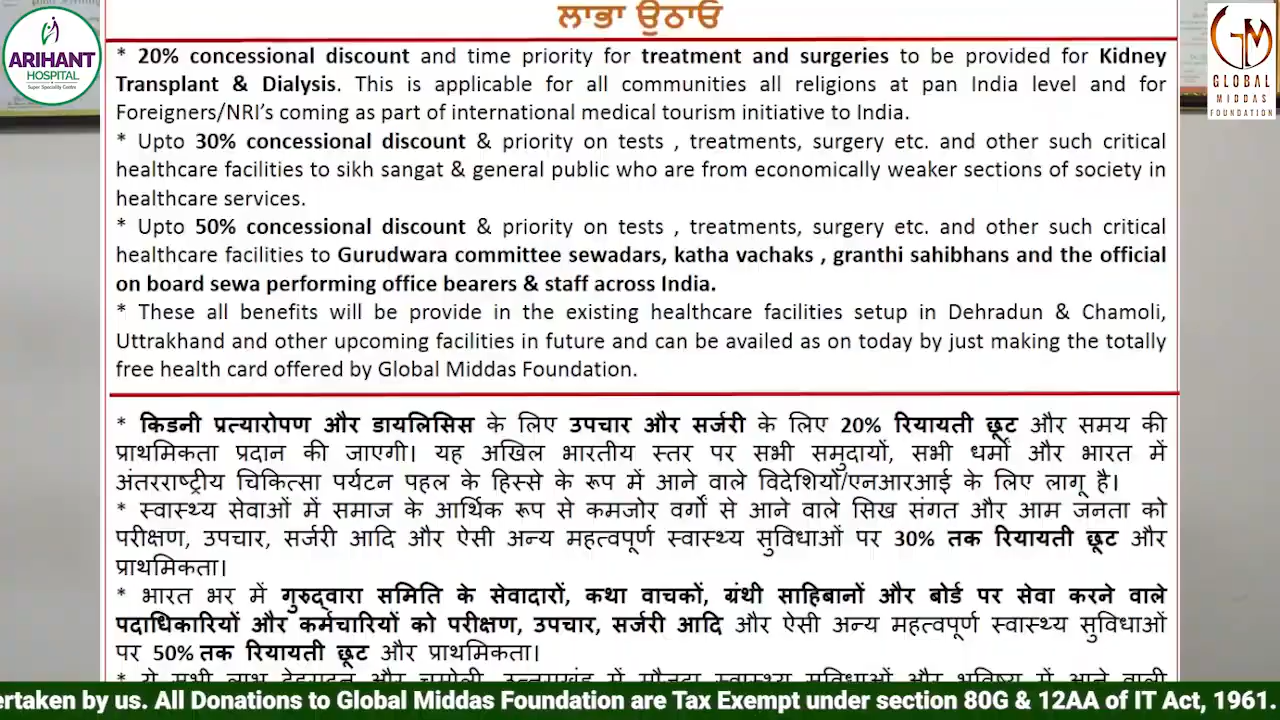 ਲਾਭਾ ਉਠਾਓ
ARIHANT
HOSPITAL
Super Speciality Centre
GM
GLOBAL
MIDDAS
FOUNDATION
* 20% concessional discount and time priority for treatment and surgeries to be provided for Kidney
Transplant & Dialysis. This is applicable for all communities all religions at pan India level and for
Foreigners/NRI's coming as part of international medical tourism initiative to India.
* Upto 30% concessional discount & priority on tests , treatments, surgery etc. and other such critical
healthcare facilities to sikh sangat & general public who are from economically weaker sections of society in
healthcare services.
* Upto 50% concessional discount & priority on tests , treatments, surgery etc. and other such critical
healthcare facilities to Gurudwara committee sewadars, katha vachaks , granthi sahibhans and the official
on board sewa performing office bearers & staff across India.
* These all benefits will be provide in the existing healthcare facilities setup in Dehradun & Chamoli,
Uttrakhand and other upcoming facilities in future and can be availed as on today by just making the totally
free health card offered by Global Middas Foundation.
* किडनी प्रत्यारोपण और डायलिसिस के लिए उपचार और सर्जरी के लिए 20% रियायती छूट और समय की
प्राथमिकता प्रदान की जाएगी। यह अखिल भारतीय स्तर पर सभी समुदायों, सभी धर्मों और भारत में
अंतरराष्ट्रीय चिकित्सा पर्यटन पहल के हिस्से के रूप में आने वाले विदेशियों/एनआरआई के लिए लागू है।
* स्वास्थ्य सेवाओं में समाज के आर्थिक रूप से कमजोर वर्गों से आने वाले सिख संगत और आम जनता को
परीक्षण, उपचार, सर्जरी आदि और ऐसी अन्य महत्वपूर्ण स्वास्थ्य सुविधाओं पर 30% तक रियायती छूट और
प्राथमिकता।
* भारत भर में गुरुद्वारा समिति के सेवादारों, कथा वाचकों, ग्रंथी साहिबानों और बोर्ड पर सेवा करने वाले
पदाधिकारियों और कर्मचारियों को परीक्षण, उपचार, सर्जरी आदि और ऐसी अन्य महत्वपूर्ण स्वास्थ्य सुविधाओं
पर 50% तक रियायती छूट और प्राथमिकता।
* ये सभी लाभ देहरादून और चमोली, उत्तराखंड में मौजूदा स्वास्थ्य सुविधाओं और भविष्य में आने वाली
ertaken by us. All Donations to Global Middas Foundation are Tax Exempt under section 80G & 12AA of IT Act, 1961.